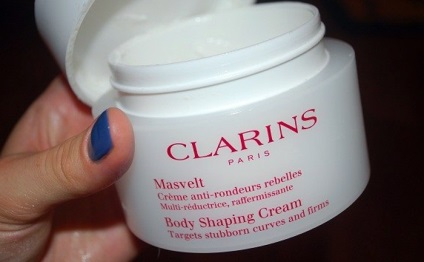 CLARINS
PARIS
Masvelt
Crème anti-rondeurs rebelles
Multi-réductrice, raffermissante
Body Shaping Cream
Targets stubborn curves and firms